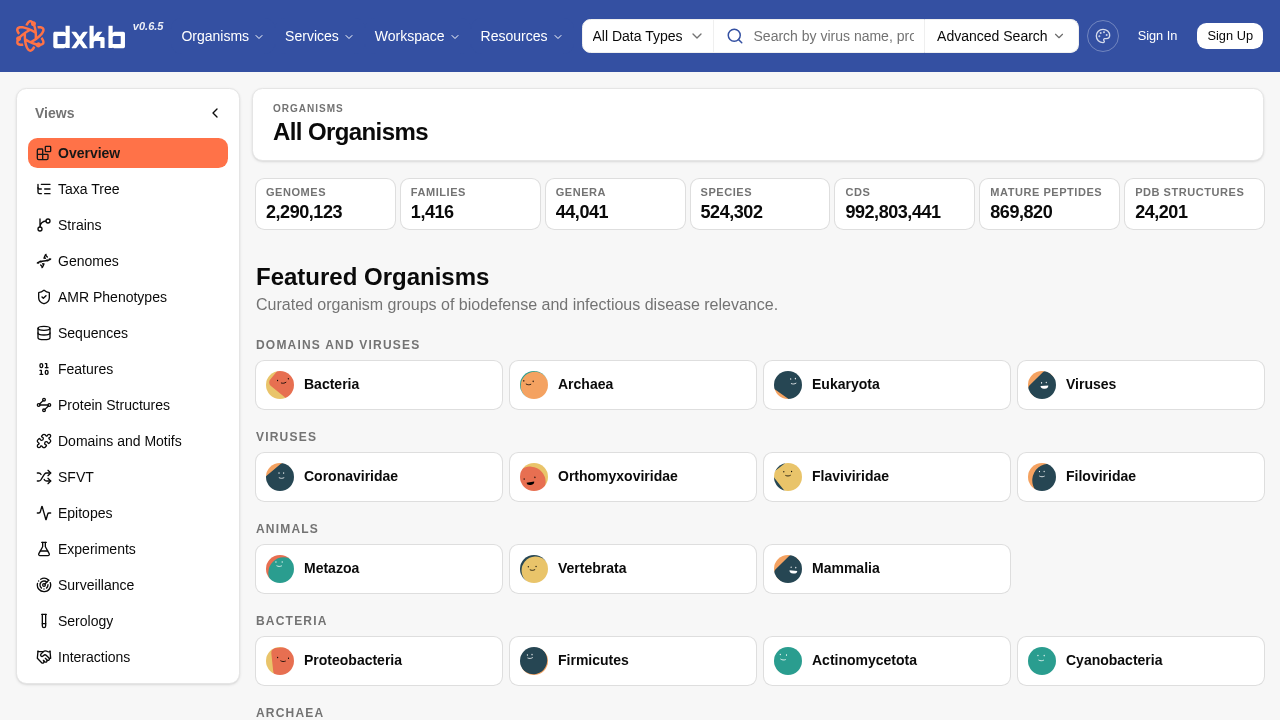 dxkb
v0.6.5
Organisms
Services
Workspace
Resources
All Data Types
Search by virus name, pro
Advanced Search
Sign In
Sign Up
Views
Overview
Taxa Tree
Strains
Genomes
AMR Phenotypes
Sequences
Features
Protein Structures
Domains and Motifs
SFVT
Epitopes
Experiments
Surveillance
Serology
Interactions
ORGANISMS
All Organisms
GENOMES
2,290,123
FAMILIES
1,416
GENERA
44,041
SPECIES
524,302
CDS
992,803,441
MATURE PEPTIDES
869,820
PDB STRUCTURES
24,201
Featured Organisms
Curated organism groups of biodefense and infectious disease relevance.
DOMAINS AND VIRUSES
Bacteria
Archaea
Eukaryota
Viruses
VIRUSES
Coronaviridae
Orthomyxoviridae
Flaviviridae
Filoviridae
ANIMALS
Metazoa
Vertebrata
Mammalia
BACTERIA
Proteobacteria
Firmicutes
Actinomycetota
Cyanobacteria
ARCHAEA